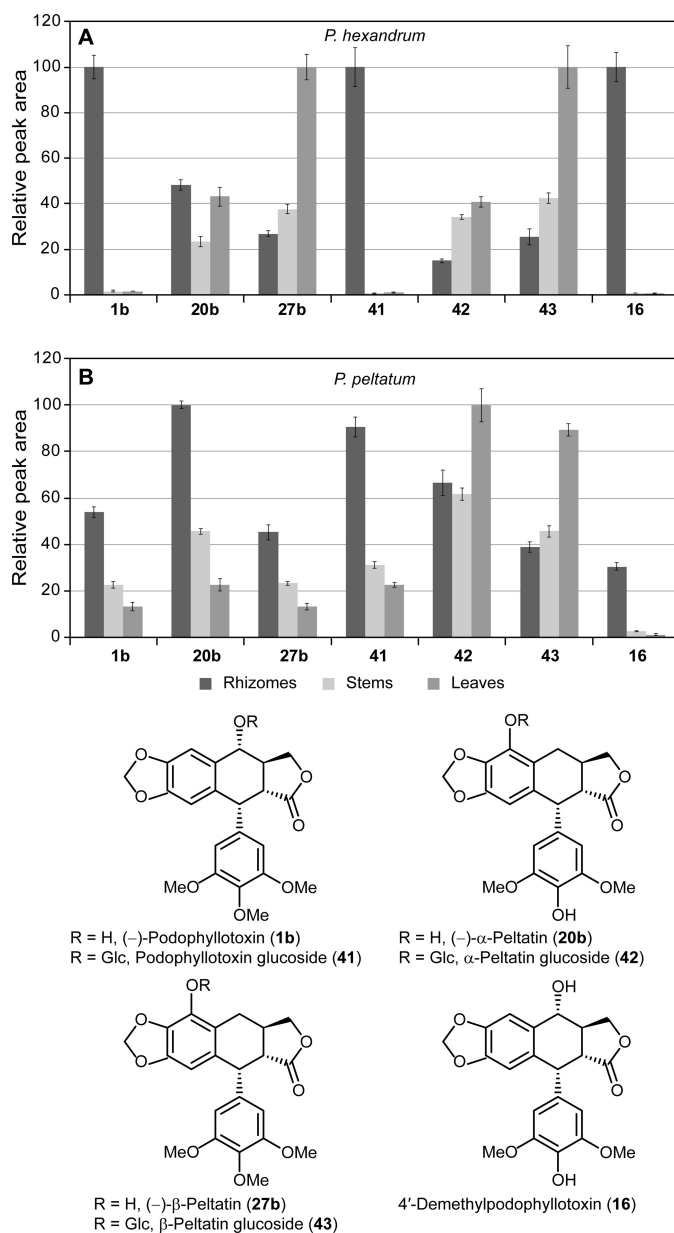 A
P. hexandrum
Relative peak area
120
100
80
60
40
20
0
1b 20b 27b 41 42 43 16
B
P. peltatum
Relative peak area
120
100
80
60
40
20
0
1b 20b 27b 41 42 43 16
Rhizomes Stems Leaves
OR
O
O
O
O
MeO
OMe
OMe
R = H, (−)-Podophyllotoxin (1b)
R = Glc, Podophyllotoxin glucoside (41)
OR
O
O
O
O
MeO
OMe
OH
R = H, (−)-α-Peltatin (20b)
R = Glc, α-Peltatin glucoside (42)
OR
O
O
O
O
MeO
OMe
OMe
R = H, (−)-β-Peltatin (27b)
R = Glc, β-Peltatin glucoside (43)
OH
O
O
O
O
MeO
OMe
OH
4′-Demethylpodophyllotoxin (16)